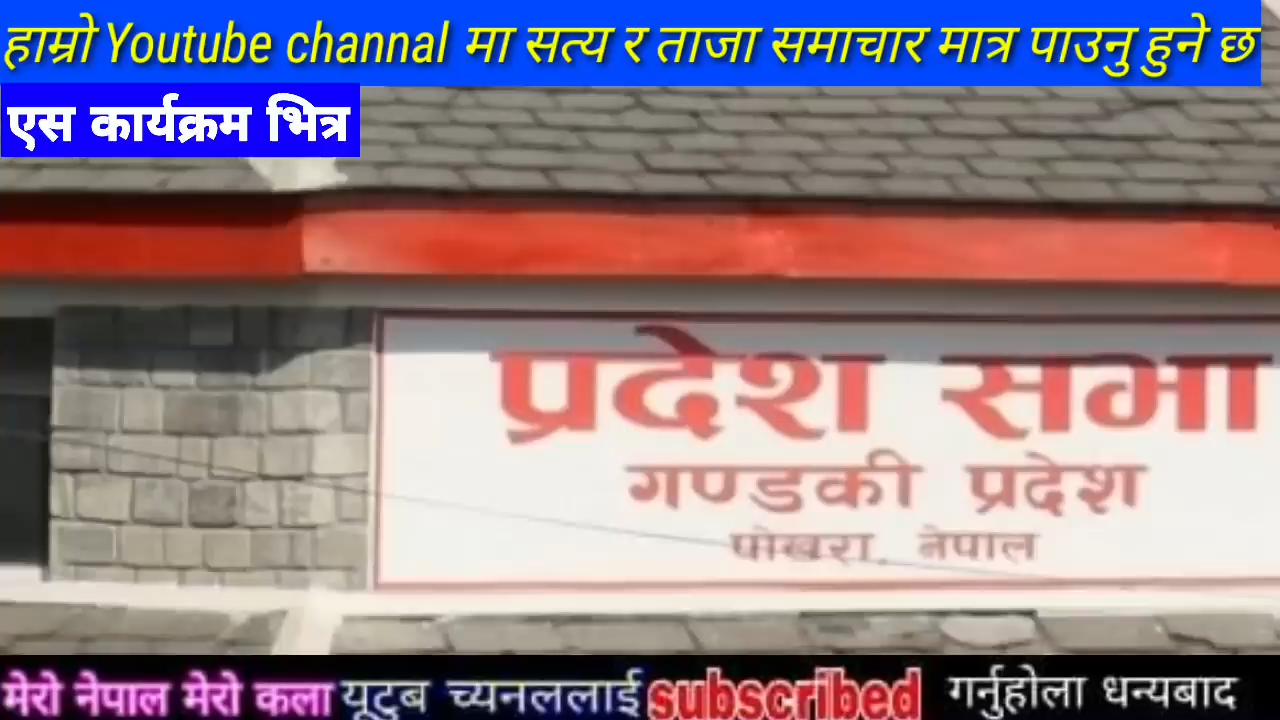 हाम्रो Youtube channal मा सत्य र ताजा समाचार मात्र पाउनु हुने छ
एस कार्यक्रम भित्र
प्रदेश सभा
गण्डकी प्रदेश
पोखरा, नेपाल
मेरो नेपाल मेरो कला यूटुब च्यनललाई subscribed गर्नुहोला धन्यबाद